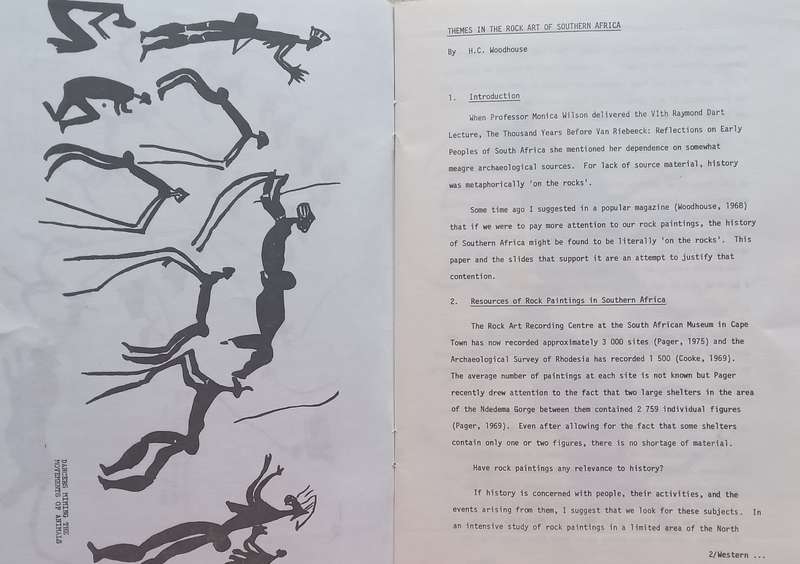 DANCERS MIMING THE
MOVEMENTS OF ANIMALS
THEMES IN THE ROCK ART OF SOUTHERN AFRICA
By H.C. Woodhouse
1. Introduction
When Professor Monica Wilson delivered the VIth Raymond Dart
Lecture, The Thousand Years Before Van Riebeeck: Reflections on Early
Peoples of South Africa she mentioned her dependence on somewhat
meagre archaeological sources. For lack of source material, history
was metaphorically 'on the rocks'.
Some time ago I suggested in a popular magazine (Woodhouse, 1968)
that if we were to pay more attention to our rock paintings, the history
of Southern Africa might be found to be literally 'on the rocks'. This
paper and the slides that support it are an attempt to justify that
contention.
2. Resources of Rock Paintings in Southern Africa
The Rock Art Recording Centre at the South African Museum in Cape
Town has now recorded approximately 3 000 sites (Pager, 1975) and the
Archaeological Survey of Rhodesia has recorded 1 500 (Cooke, 1969).
The average number of paintings at each site is not known but Pager
recently drew attention to the fact that two large shelters in the area
of the Ndedema Gorge between them contained 2 759 individual figures
(Pager, 1969). Even after allowing for the fact that some shelters
contain only one or two figures, there is no shortage of material.
Have rock paintings any relevance to history?
If history is concerned with people, their activities, and the
events arising from them, I suggest that we look for these subjects. In
an intensive study of rock paintings in a limited area of the North
2/Western ...